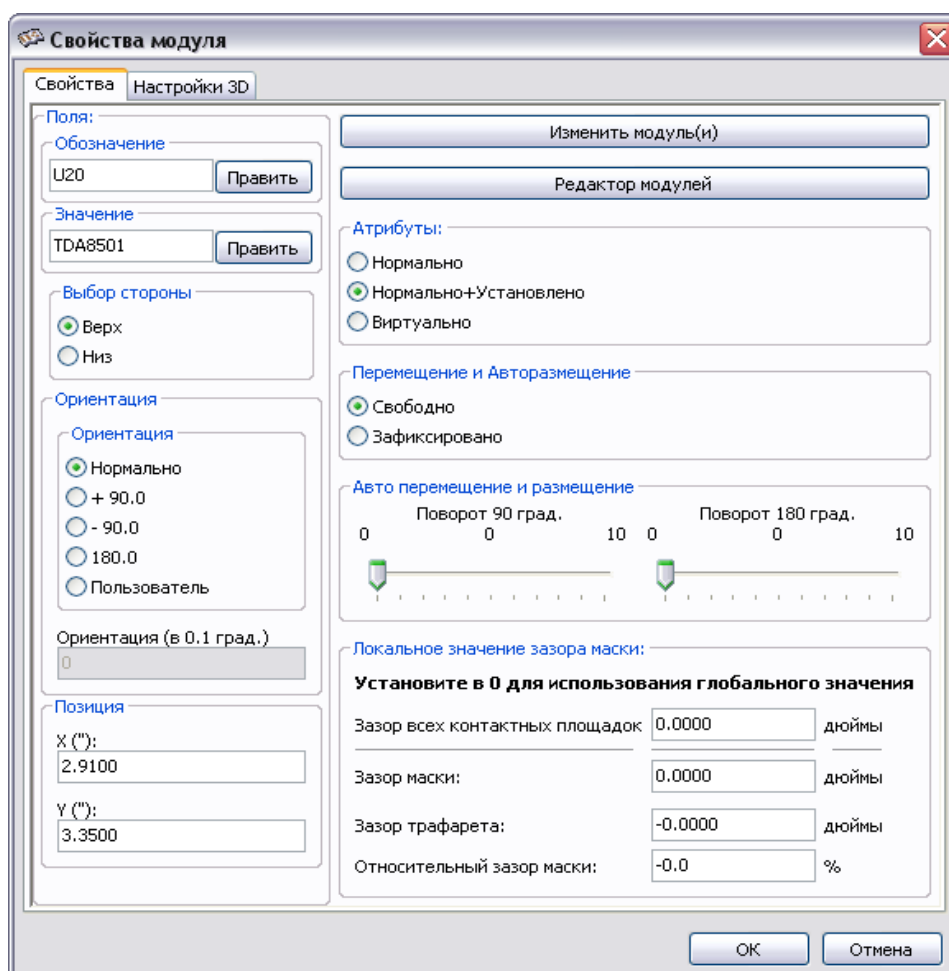 Свойства модуля
Свойства
Настройки 3D
Поля:
Обозначение
U20
Править
Значение
TDA8501
Править
Выбор стороны
Верх
Низ
Ориентация
Ориентация
Нормально
+ 90.0
- 90.0
180.0
Пользователь
Ориентация (в 0.1 град.)
0
Позиция
X ("):
2.9100
Y ("):
3.3500
Изменить модуль(и)
Редактор модулей
Атрибуты:
Нормально
Нормально+Установлено
Виртуально
Перемещение и Авторазмещение
Свободно
Зафиксировано
Авто перемещение и размещение
Поворот 90 град.
0 0 10
Поворот 180 град.
0 0 10
Локальное значение зазора маски:
Установите в 0 для использования глобального значения
Зазор всех контактных площадок 0.0000 дюймы
Зазор маски: 0.0000 дюймы
Зазор трафарета: -0.0000 дюймы
Относительный зазор маски: -0.0 %
OK
Отмена